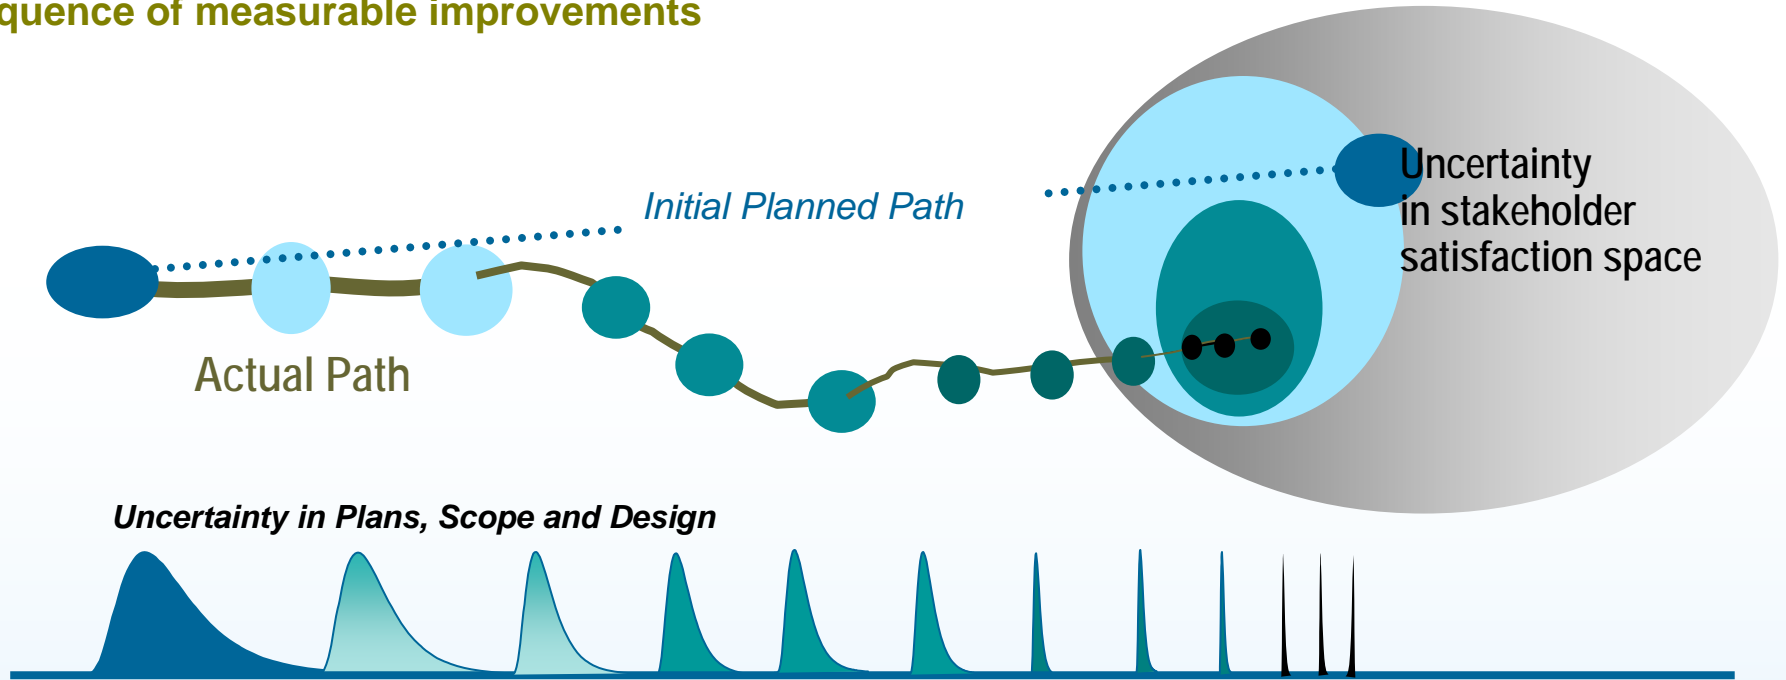 quence of measurable improvements
Initial Planned Path
Uncertainty
in stakeholder
satisfaction space
Actual Path
Uncertainty in Plans, Scope and Design